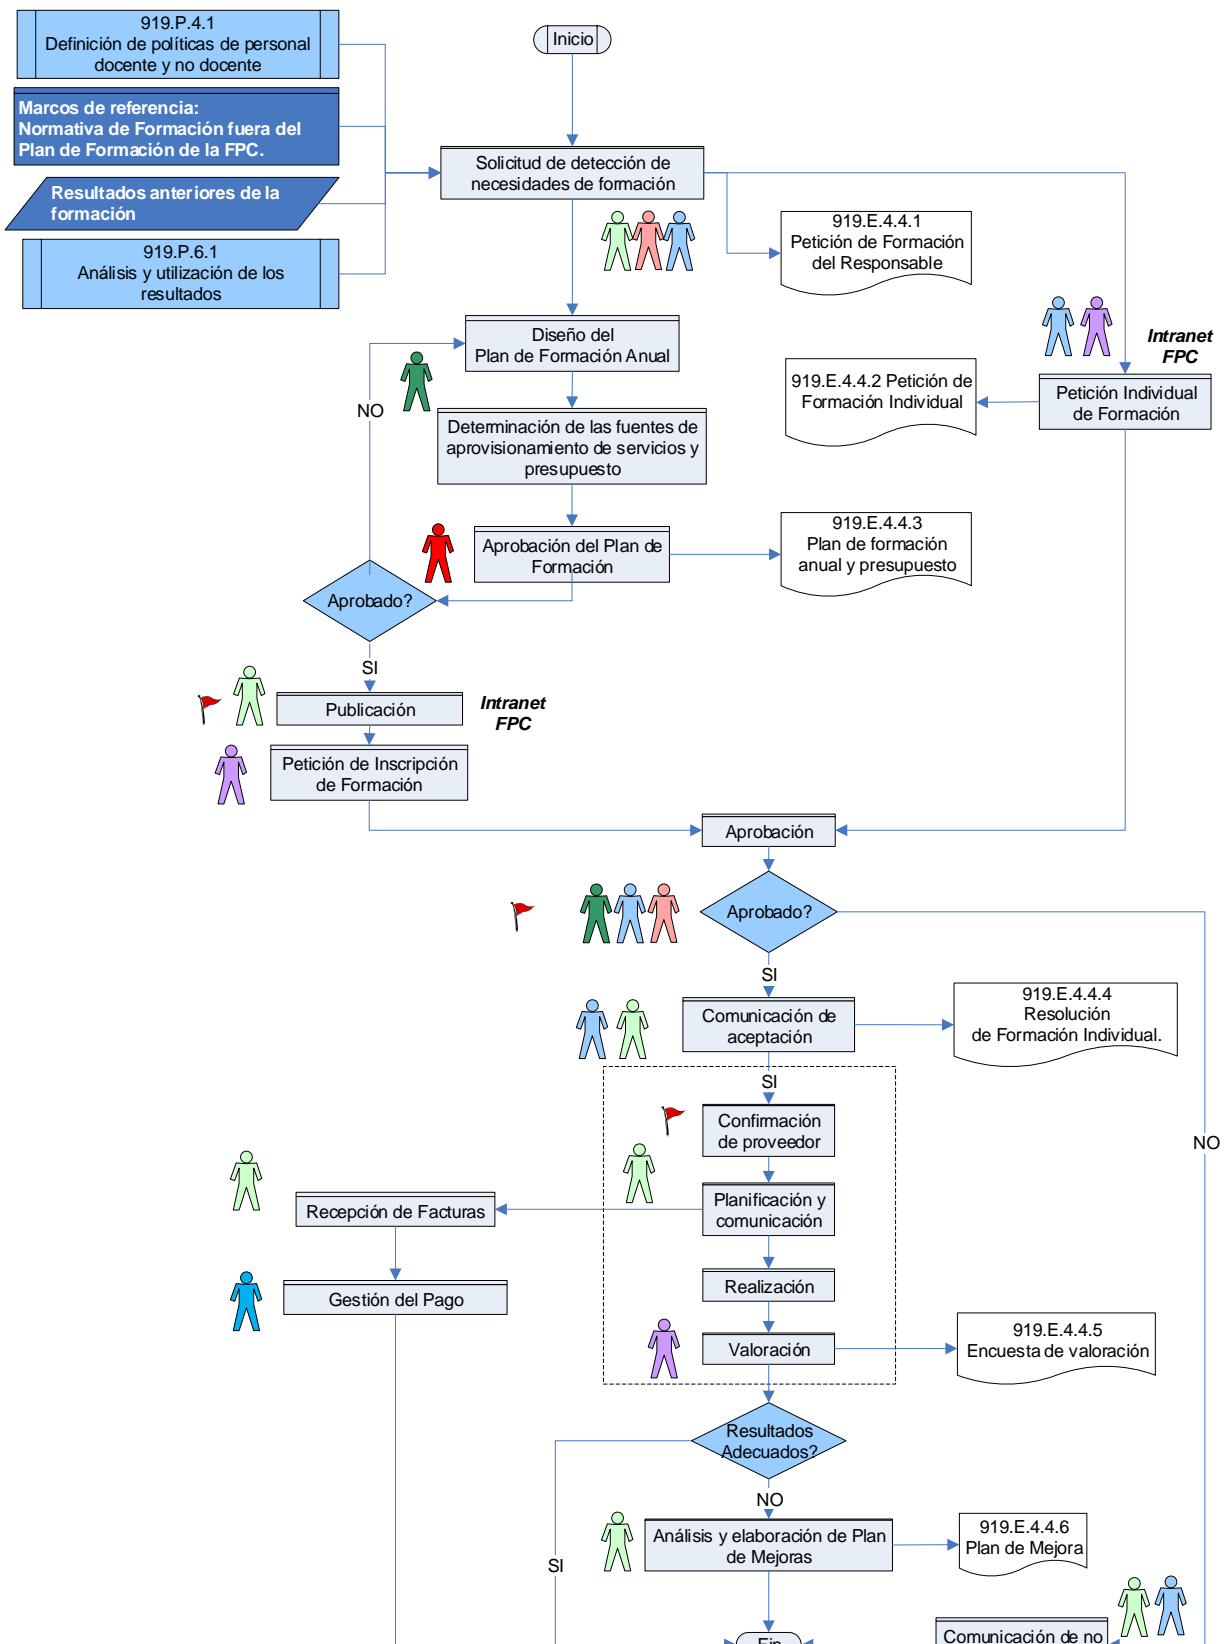 919.P.4.1
Definición de políticas de personal
docente y no docente
Inicio
Marcos de referencia:
Normativa de Formación fuera del
Plan de Formación de la FPC.
Solicitud de detección de
necesidades de formación
Resultados anteriores de la
formación
919.P.6.1
Análisis y utilización de los
resultados
919.E.4.4.1
Petición de Formación
del Responsable
Diseño del
Plan de Formación Anual
Intranet
FPC
919.E.4.4.2 Petición de
Formación Individual
Petición Individual
de Formación
NO
Determinación de las fuentes de
aprovisionamiento de servicios y
presupuesto
Aprobación del Plan de
Formación
919.E.4.4.3
Plan de formación
anual y presupuesto
Aprobado?
SI
Publicación
Intranet
FPC
Petición de Inscripción
de Formación
Aprobación
Aprobado?
SI
Comunicación de
aceptación
919.E.4.4.4
Resolución
de Formación Individual.
SI
Confirmación
de proveedor
NO
Planificación y
comunicación
Recepción de Facturas
Realización
Gestión del Pago
Valoración
919.E.4.4.5
Encuesta de valoración
Resultados
Adecuados?
NO
Análisis y elaboración de Plan
de Mejoras
919.E.4.4.6
Plan de Mejora
SI
Fin
Comunicación de no